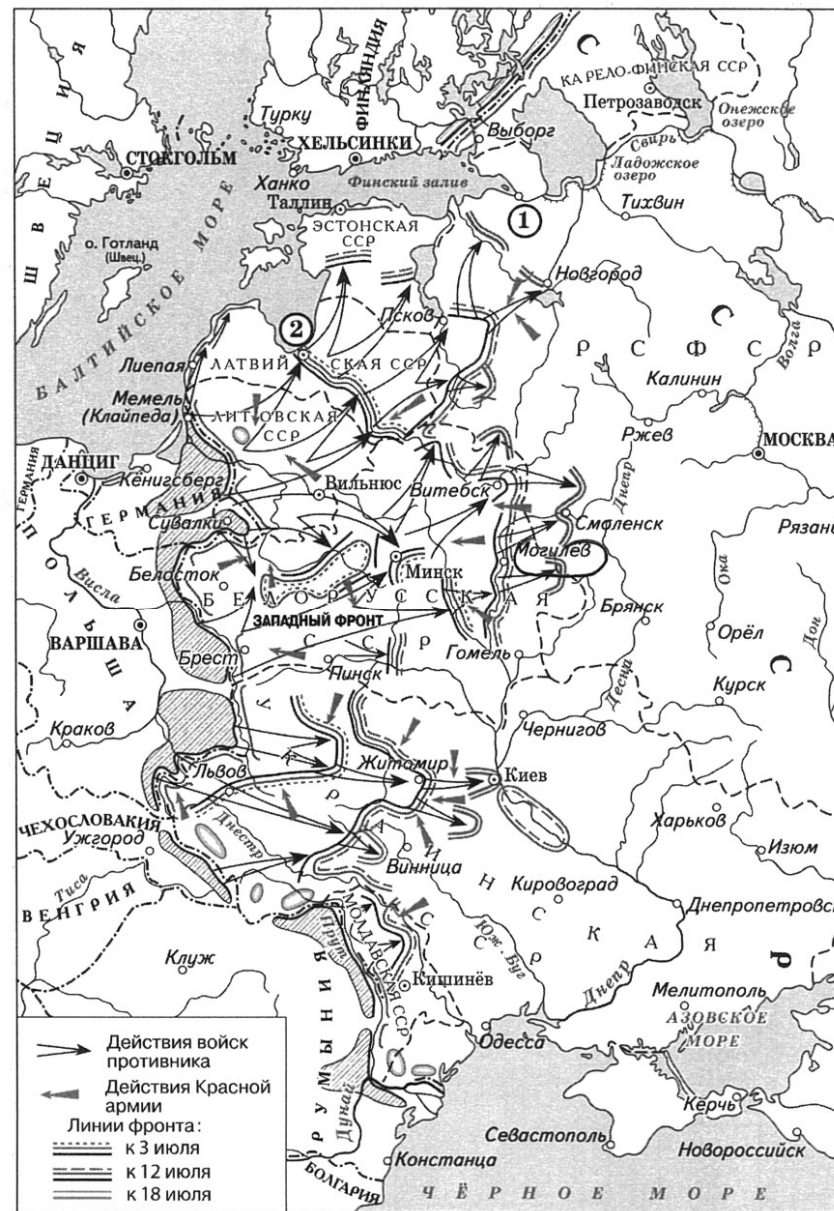 КАРЕЛО-ФИНСКАЯ ССР
Петрозаводск
Онежское
озеро
ФИНЛЯНДИЯ
ШВЕЦИЯ
Турку
Выборг
Свирь
СТОКГОЛЬМ
ХЕЛЬСИНКИ
Ладожское
озеро
Ханко
Финский залив
Таллин
1
Тихвин
ЭСТОНСКАЯ
ССР
о. Готланд
(Швец.)
Новгород
БАЛТИЙСКОЕ МОРЕ
Псков
2
Волга
Лиепая
ЛАТВИЙСКАЯ ССР
РСФСР
СССР
Калинин
Мемель
(Клайпеда)
ЛИТОВСКАЯ
ССР
Ржев
МОСКВА
ДАНЦИГ
Кёнигсберг
Вильнюс
Витебск
Днепр
ГЕРМАНИЯ
ГЕРМАНИЯ
Смоленск
Рязань
Сувалки
Могилев
Ока
Минск
Беласток
БЕЛОРУССКАЯ
ССР
Висла
Брянск
ЗАПАДНЫЙ ФРОНТ
ПОЛЬША
ВАРШАВА
Орёл
Дон
Брест
Гомель
Десна
Пинск
Курск
Чернигов
Краков
Житомир
Киев
Львов
УКРАИНСКАЯ
ССР
ЧЕХОСЛОВАКИЯ
Харьков
Ужгород
Днестр
Изюм
Винница
Тиса
ВЕНГРИЯ
Кировоград
Днепропетровск
МОЛДАВСКАЯ ССР
Прут
Юж. Буг
Клуж
Днепр
Кишинёв
Мелитополь
АЗОВСКОЕ
МОРЕ
Одесса
РУМЫНИЯ
Керчь
Дунай
Севастополь
Новороссийск
Констанца
БОЛГАРИЯ
ЧЁРНОЕ МОРЕ
Действия войск
противника
Действия Красной
армии
Линии фронта:
к 3 июля
к 12 июля
к 18 июля